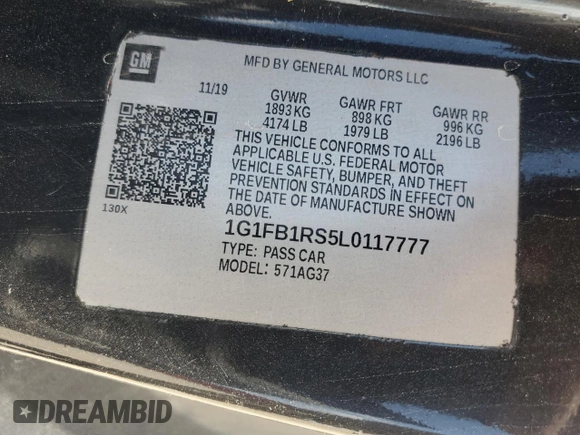 GM
MFD BY GENERAL MOTORS LLC
11/19
GVWR GAWR FRT GAWR RR
1893 KG 898 KG 996 KG
4174 LB 1979 LB 2196 LB
THIS VEHICLE CONFORMS TO ALL
APPLICABLE U.S. FEDERAL MOTOR
VEHICLE SAFETY, BUMPER, AND THEFT
PREVENTION STANDARDS IN EFFECT ON
THE DATE OF MANUFACTURE SHOWN
ABOVE.
130X
1G1FB1RS5L0117777
TYPE: PASS CAR
MODEL: 571AG37
DREAMBID